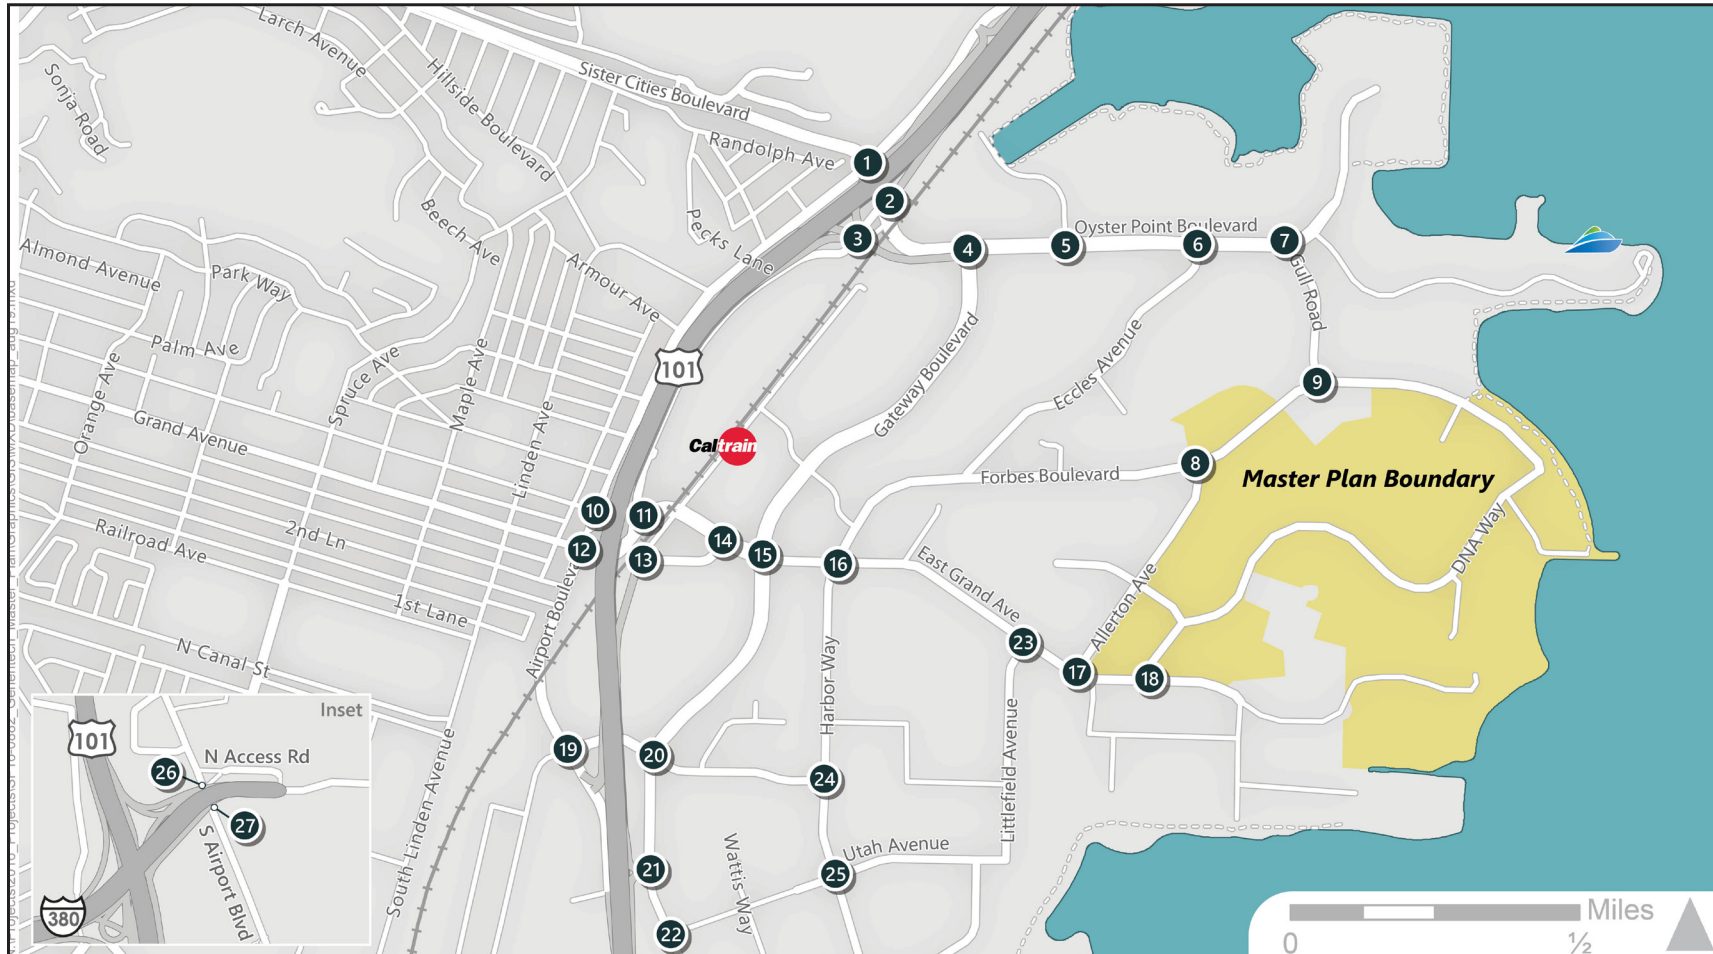 Larch Avenue
Sonja Road
Hillside Boulevard
Sister Cities Boulevard
Randolph Ave
1
2
3
4
5
6
7
Oyster Point Boulevard
Pecks Lane
Beech Ave
Almond Avenue
Park Way
Armour Ave
Gull Road
Palm Ave
Spruce Ave
Maple Ave
Orange Ave
101
Gateway Boulevard
Eccles Avenue
9
Grand Avenue
Linden Ave
Caltrain
8
Forbes Boulevard
Master Plan Boundary
10
11
12
13
14
15
16
2nd Ln
Railroad Ave
DNA Way
East Grand Ave
Allerton Ave
1st Lane
Airport Boulevard
N Canal St
23
17
18
Harbor Way
Littlefield Avenue
Inset
101
N Access Rd
26
27
S Airport Blvd
380
South Linden Avenue
19
20
24
21
Wattis Way
Utah Avenue
25
22
Miles
0
½